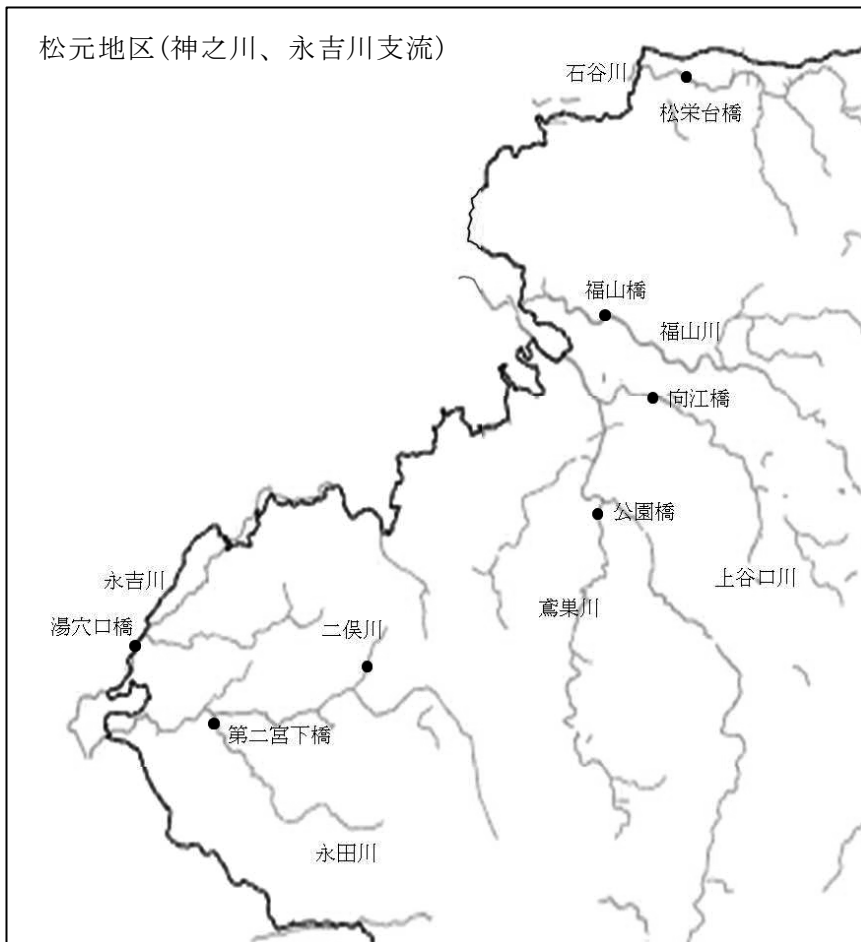 松元地区(神之川、永吉川支流)
石谷川
松栄台橋
福山橋
福山川
向江橋
公園橋
永吉川
上谷口川
鳶巣川
湯穴口橋
二俣川
第二宮下橋
永田川